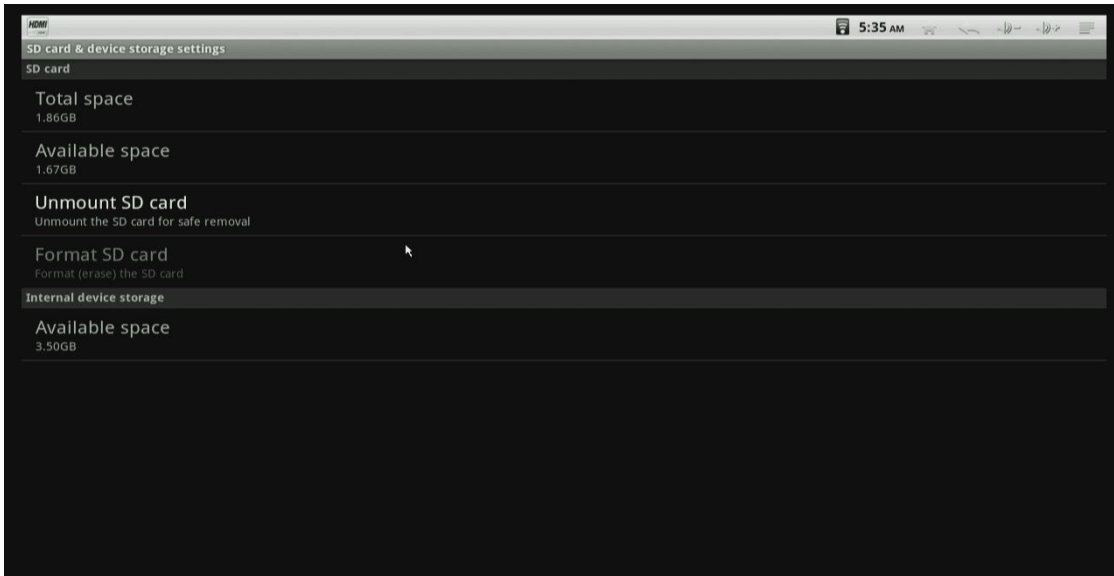 HDMI
5:35 AM
SD card & device storage settings
SD card
Total space
1.86GB
Available space
1.67GB
Unmount SD card
Unmount the SD card for safe removal
Format SD card
Format (erase) the SD card
Internal device storage
Available space
3.50GB